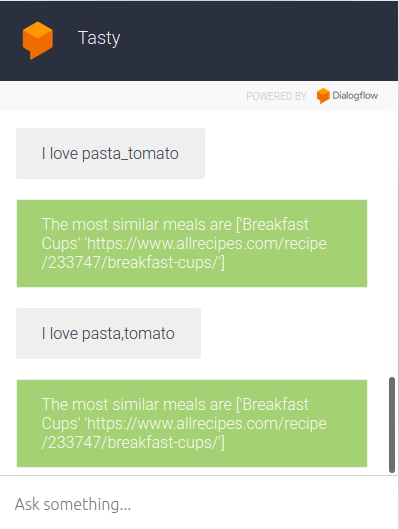 Tasty
POWERED BY Dialogflow
I love pasta_tomato
The most similar meals are ['Breakfast
Cups' 'https://www.allrecipes.com/recipe
/233747/breakfast-cups/']
I love pasta,tomato
The most similar meals are ['Breakfast
Cups' 'https://www.allrecipes.com/recipe
/233747/breakfast-cups/']
Ask something...